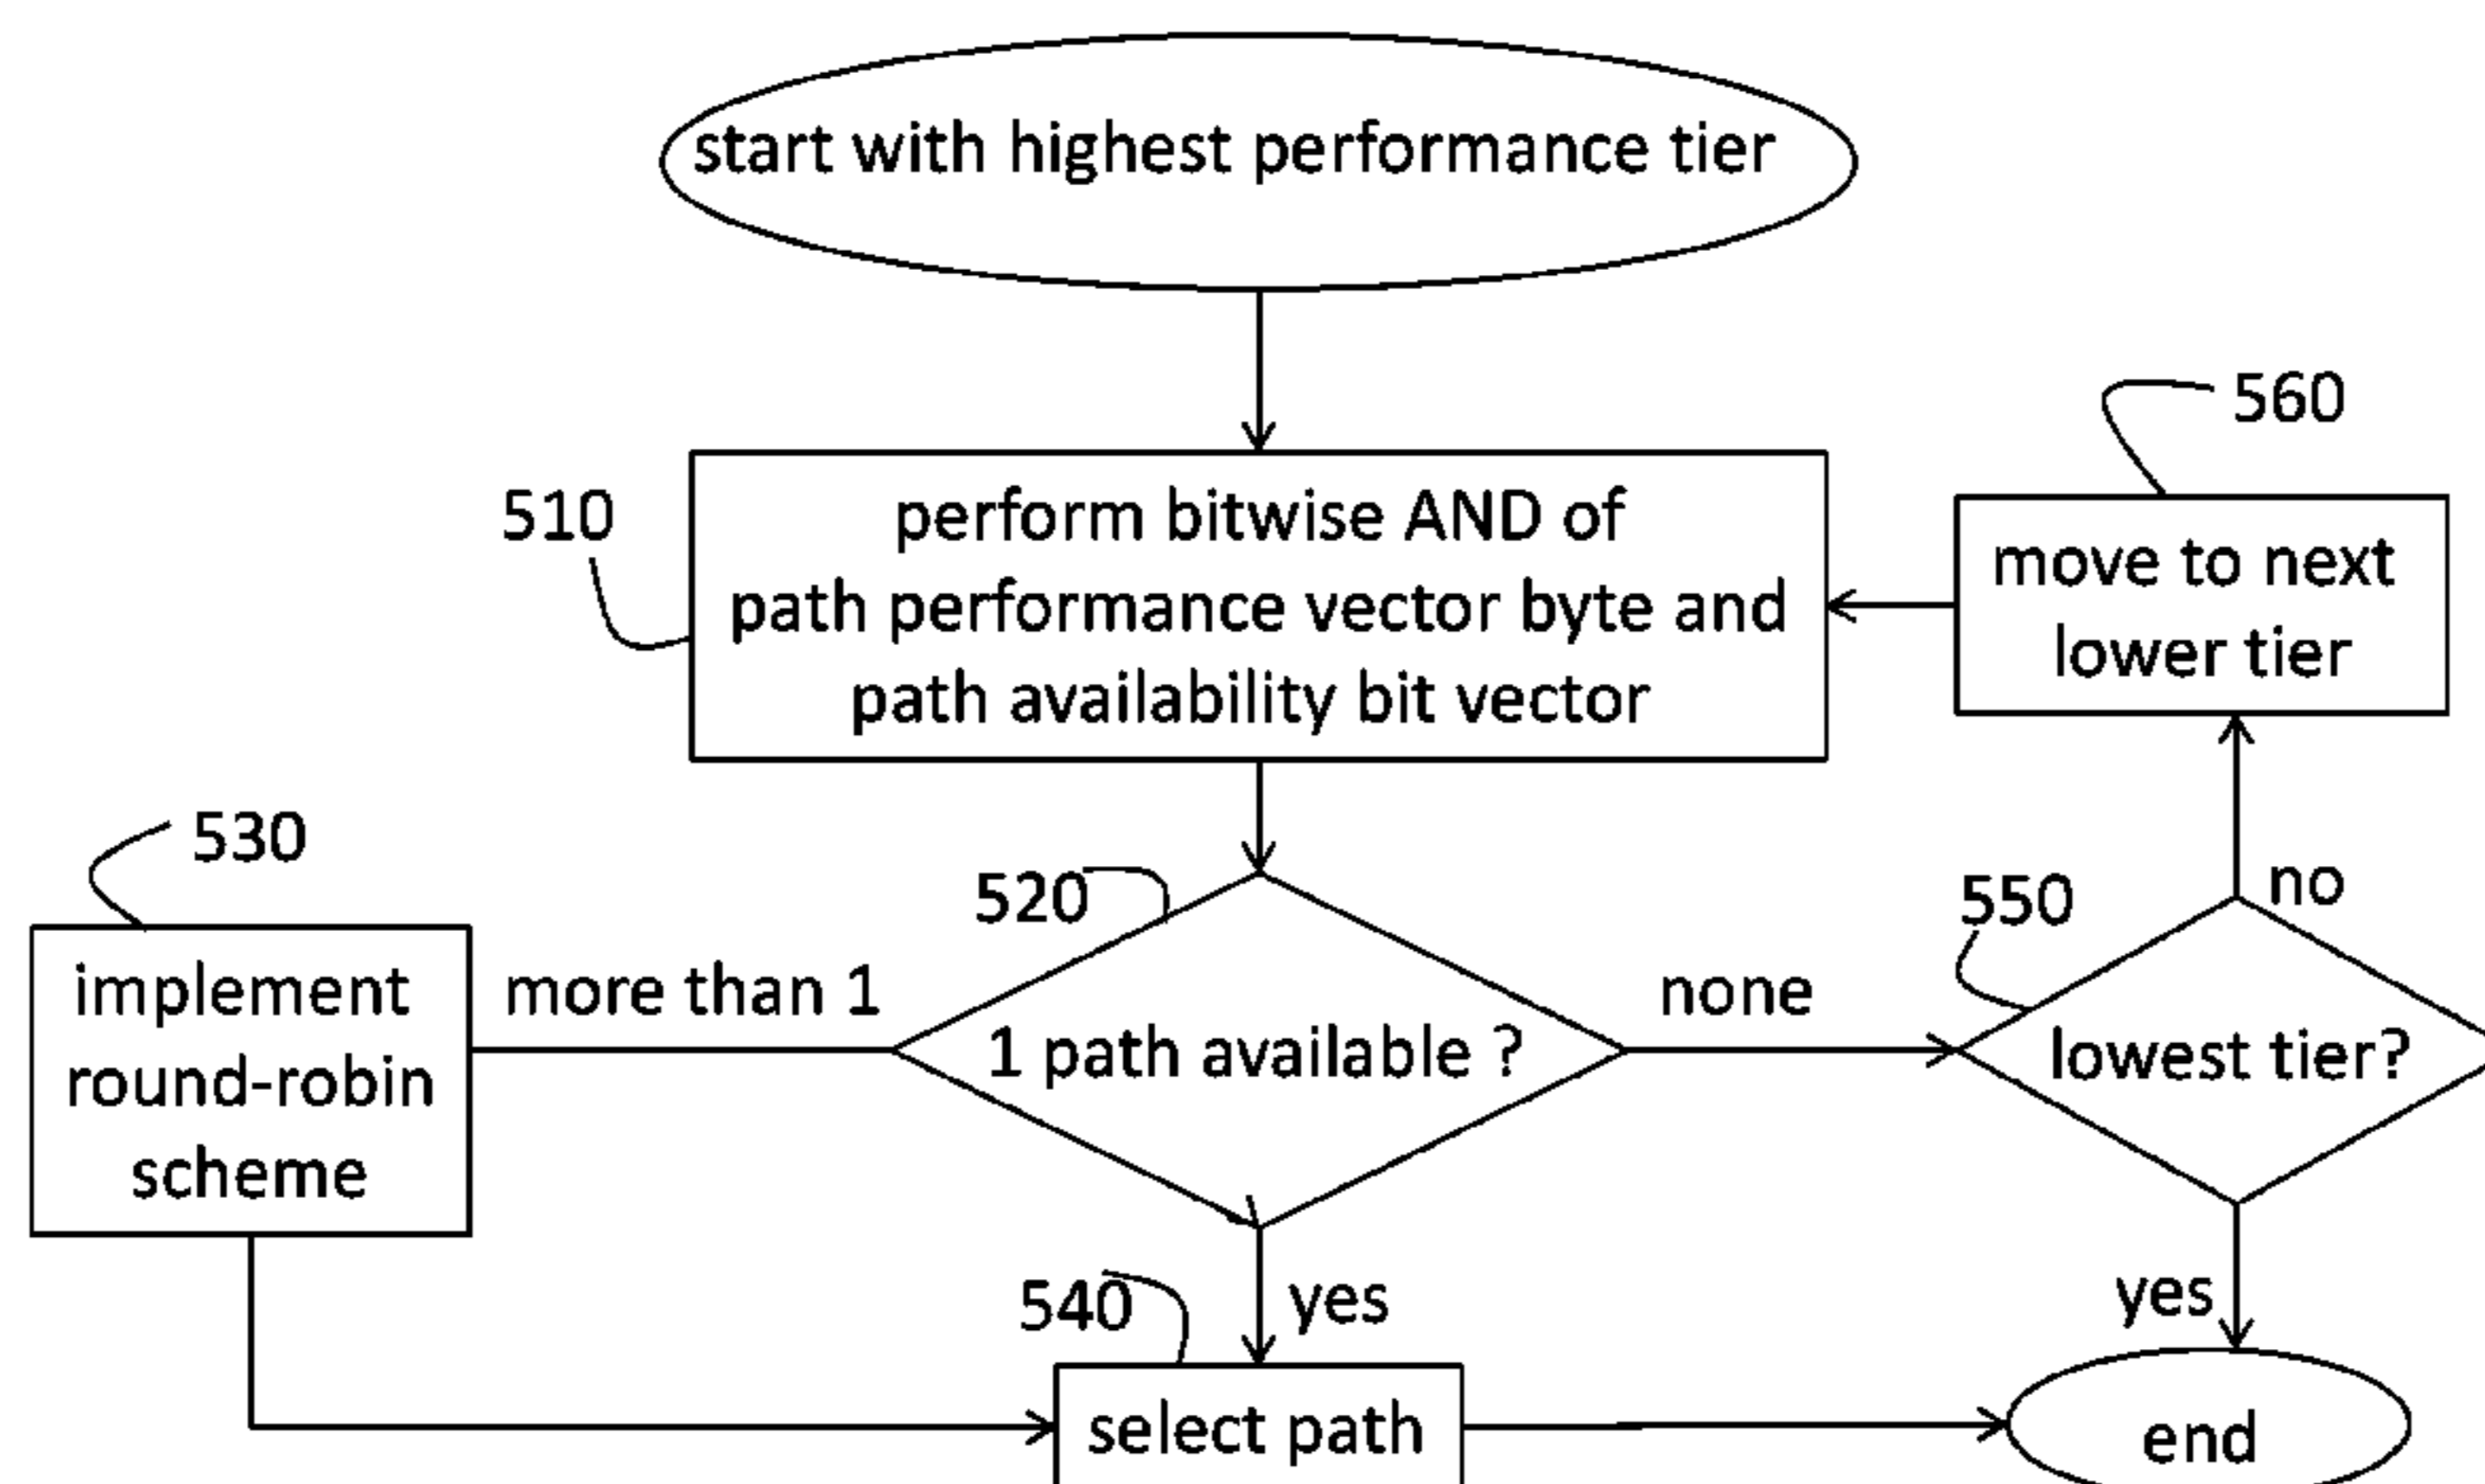 start with highest performance tier
560
510
perform bitwise AND of
path performance vector byte and
path availability bit vector
move to next
lower tier
530
520
550
no
implement
round-robin
scheme
more than 1
1 path available ?
none
lowest tier?
540
yes
yes
select path
end